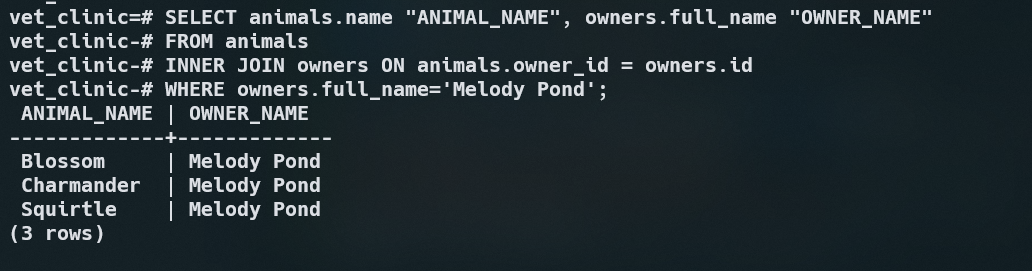 vet_clinic=# SELECT animals.name "ANIMAL_NAME", owners.full_name "OWNER_NAME"
vet_clinic-# FROM animals
vet_clinic-# INNER JOIN owners ON animals.owner_id = owners.id
vet_clinic-# WHERE owners.full_name='Melody Pond';
 ANIMAL_NAME | OWNER_NAME
-------------+-------------
 Blossom     | Melody Pond
 Charmander  | Melody Pond
 Squirtle    | Melody Pond
(3 rows)